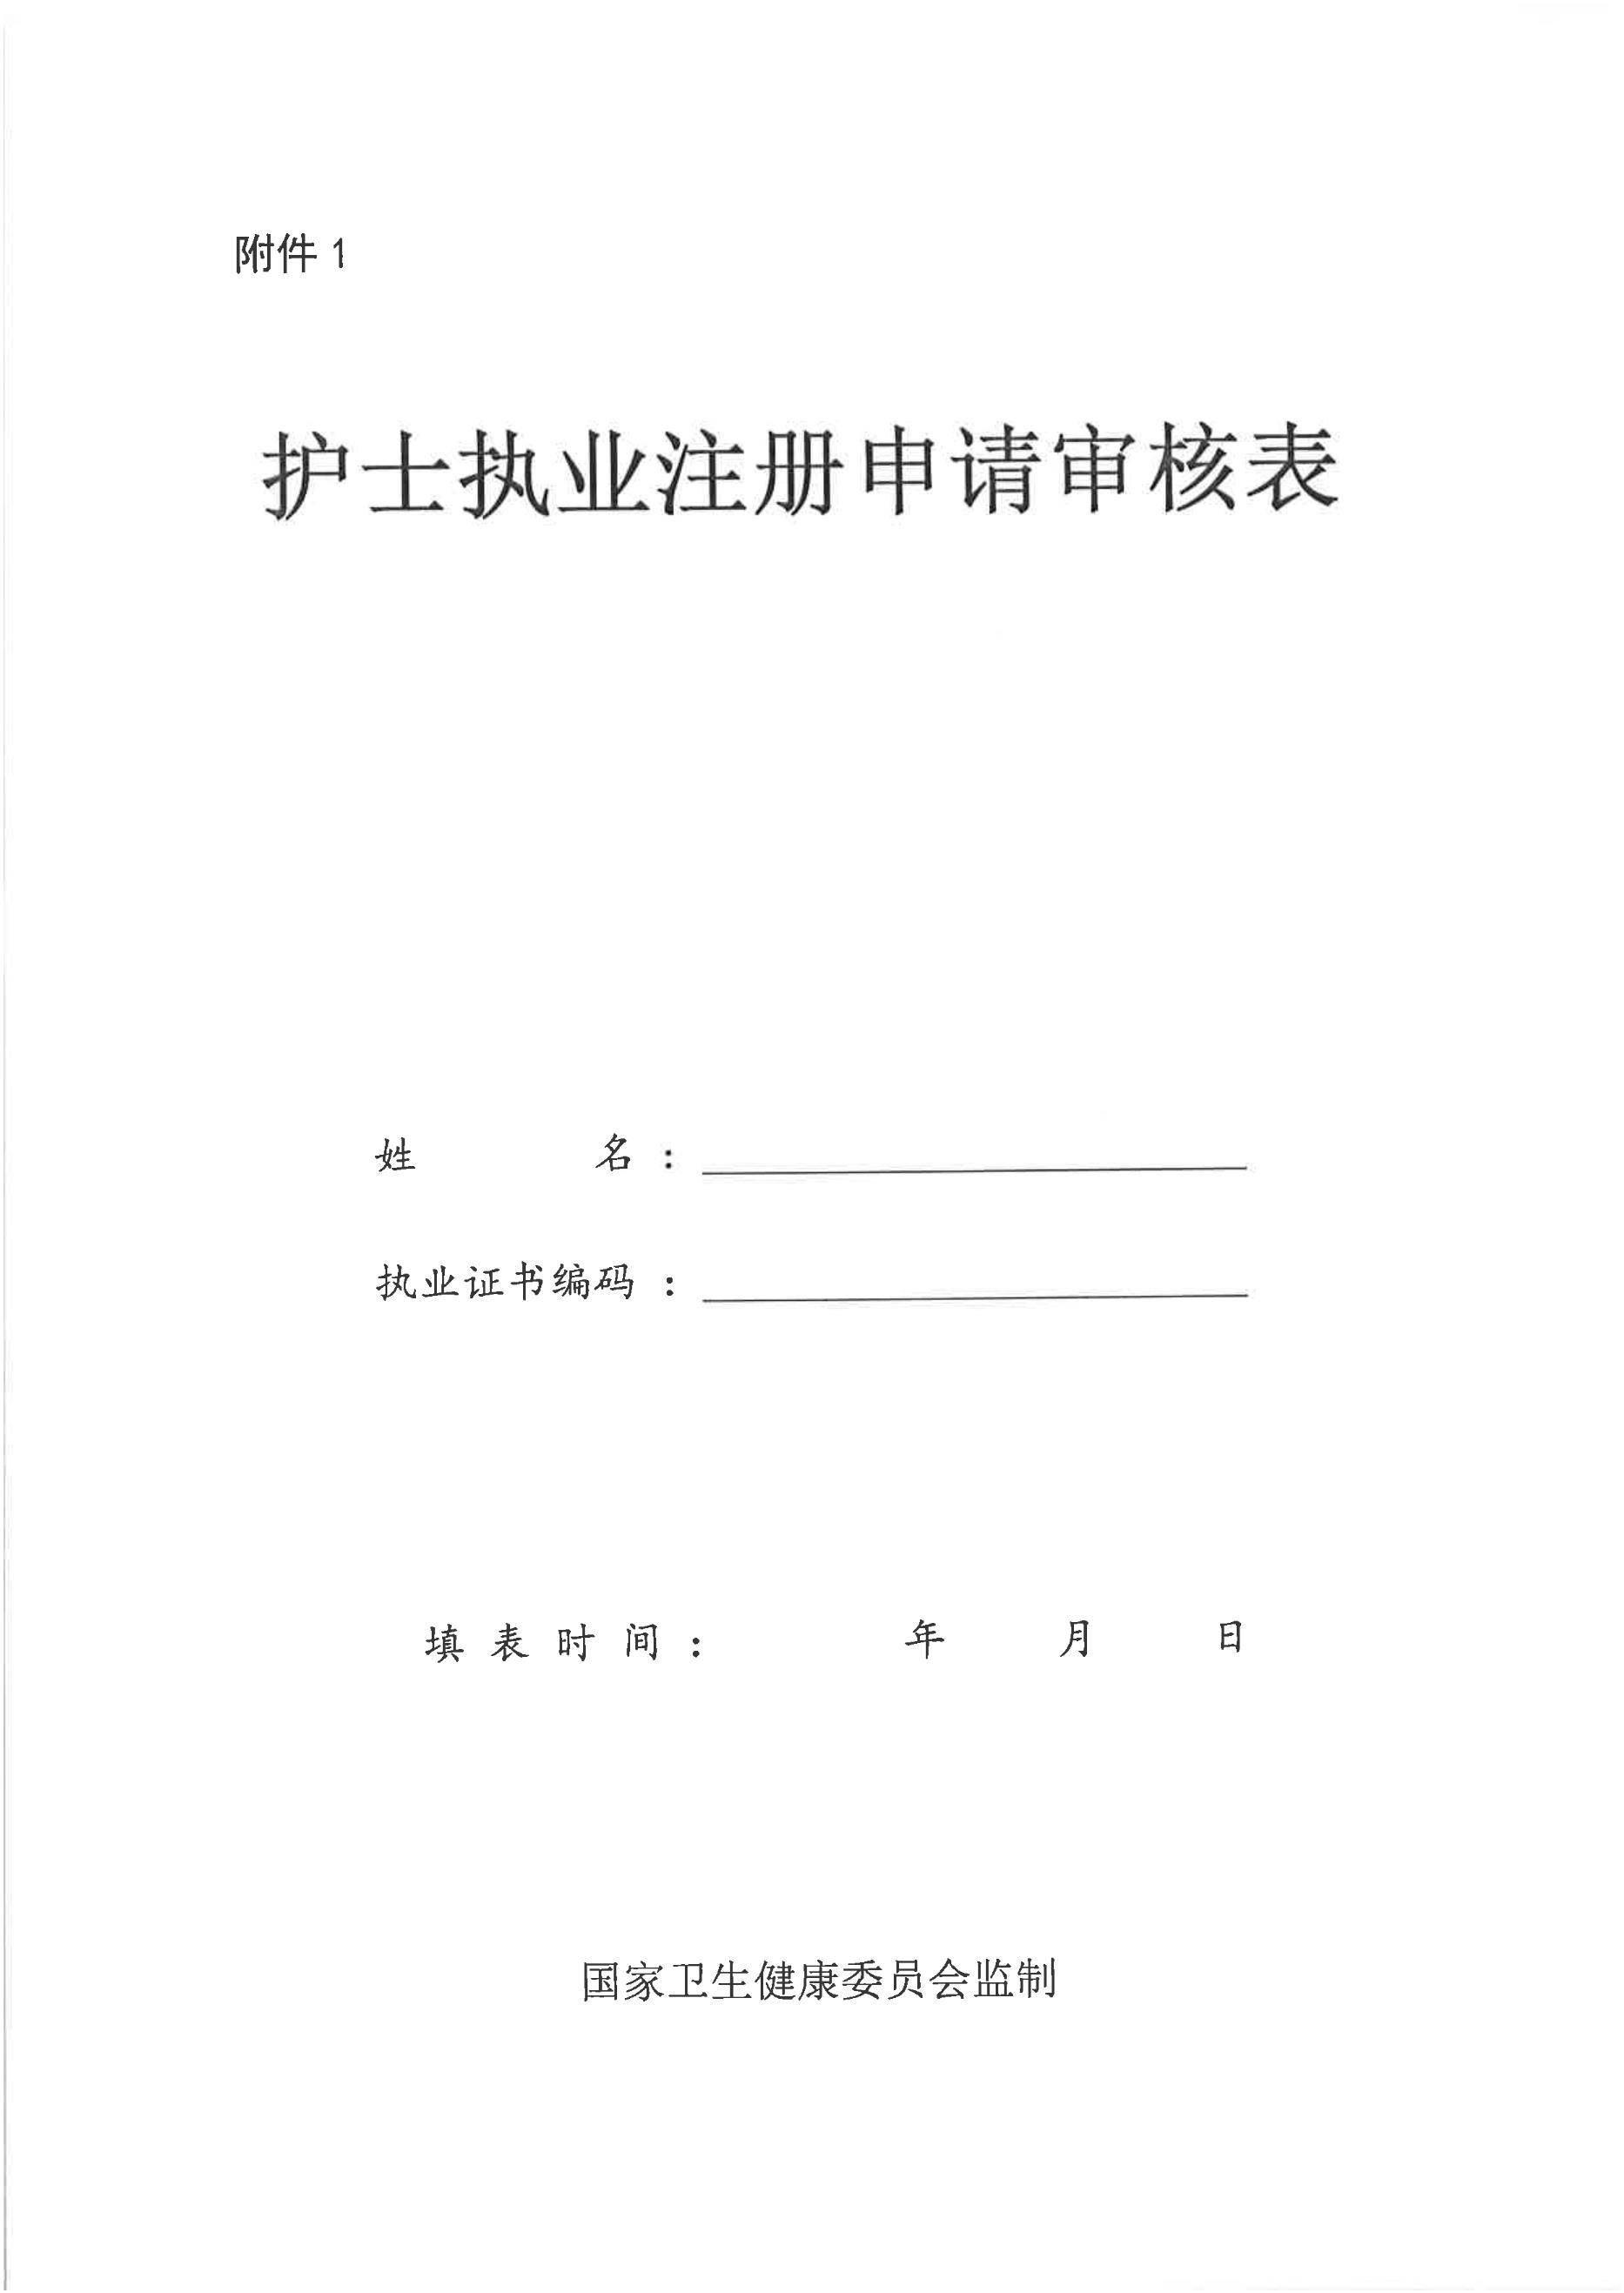 附件 1
护士执业注册申请审核表
姓 名：
执业证书编码：
填表时间： 年 月 日
国家卫生健康委员会监制